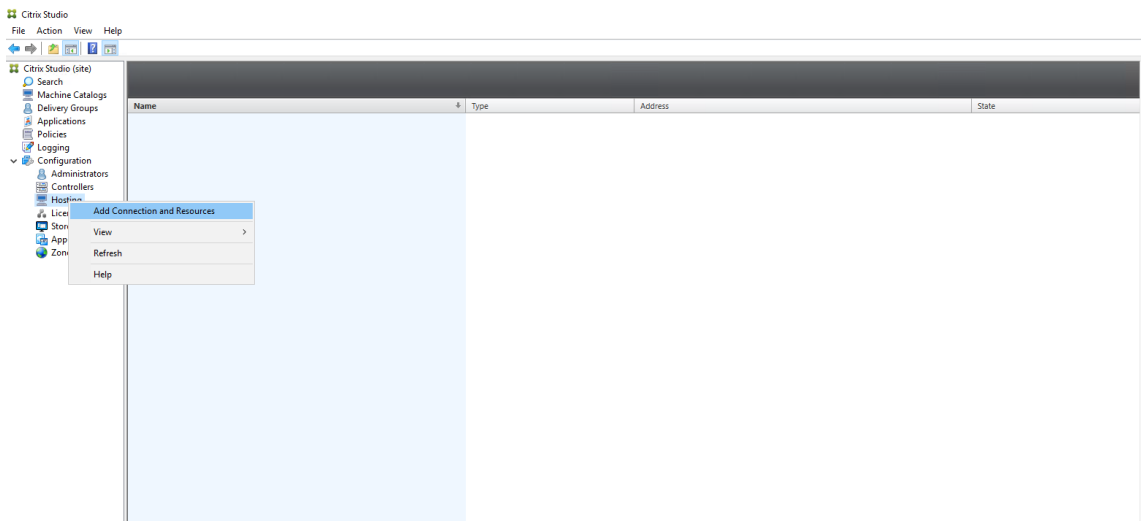 Citrix Studio
File Action View Help
Citrix Studio (site)
Search
Machine Catalogs
Delivery Groups
Applications
Policies
Logging
Configuration
Administrators
Controllers
Hosting
Name Type Address State
Add Connection and Resources
View
Refresh
Help